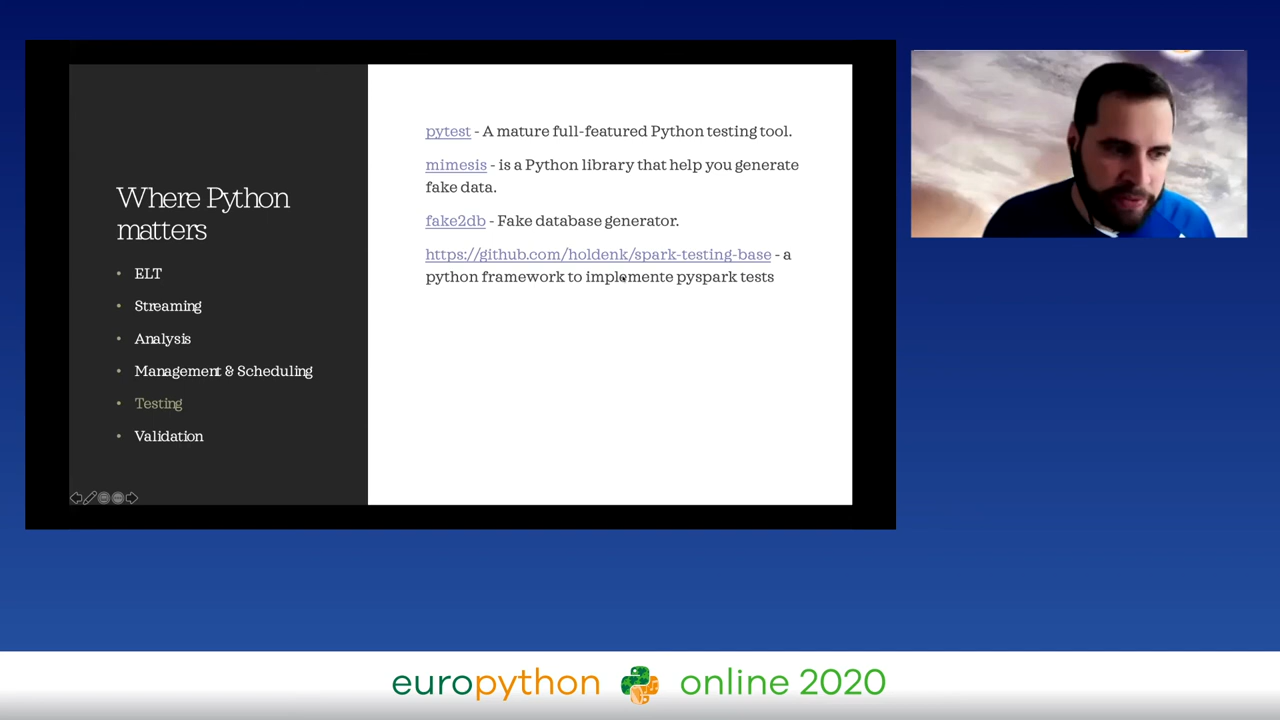 Where Python
matters
• ELT
• Streaming
• Analysis
• Management & Scheduling
• Testing
• Validation
pytest - A mature full-featured Python testing tool.
mimesis - is a Python library that help you generate
fake data.
fake2db - Fake database generator.
https://github.com/holdenk/spark-testing-base - a
python framework to implemente pyspark tests
europython online 2020